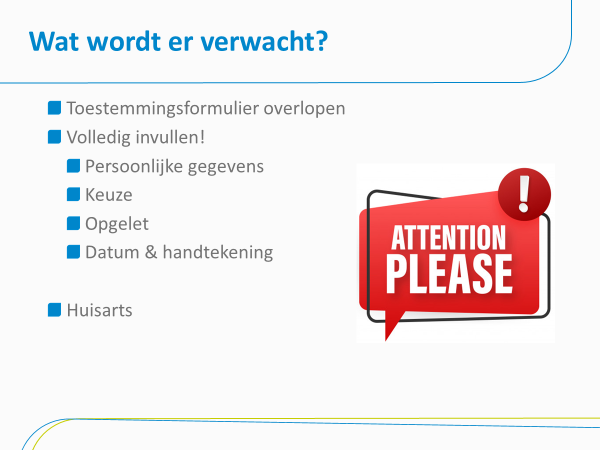 Wat wordt er verwacht?
Toestemmingsformulier overlopen
Volledig invullen!
Persoonlijke gegevens
Keuze
Opgelet
Datum & handtekening
Huisarts
!
ATTENTION
PLEASE